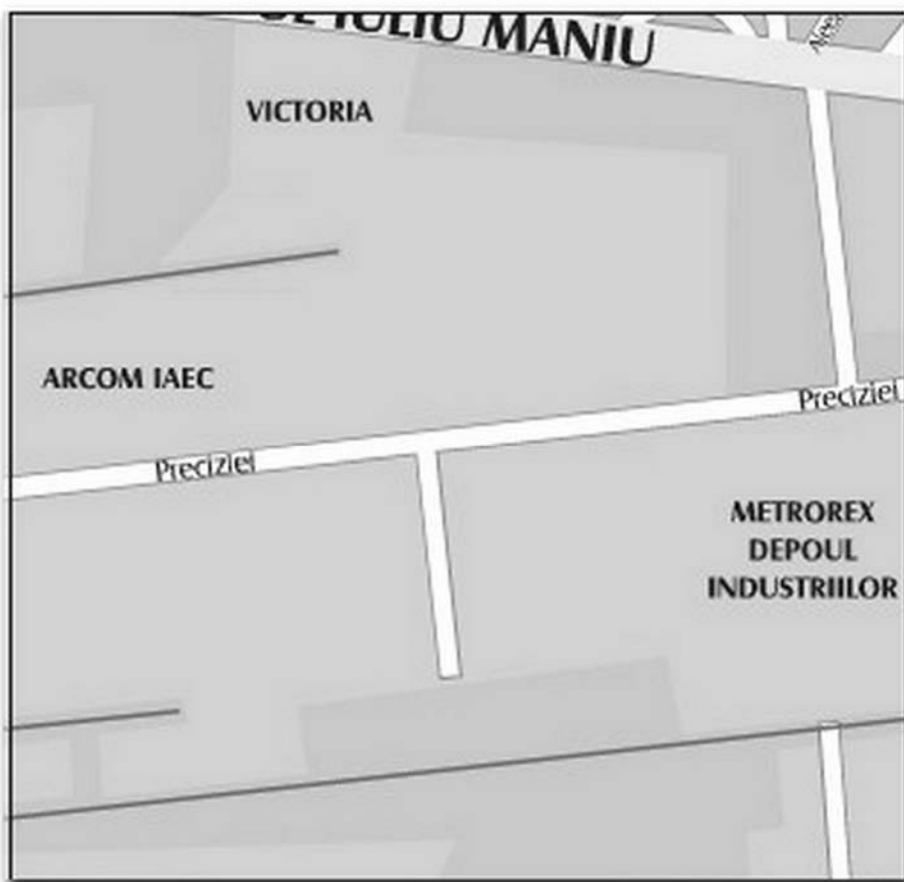 IULIU MANIU
VICTORIA
ARCOM IAEC
Preciziei
Preciziei
METROREX
DEPOUL
INDUSTRIILOR